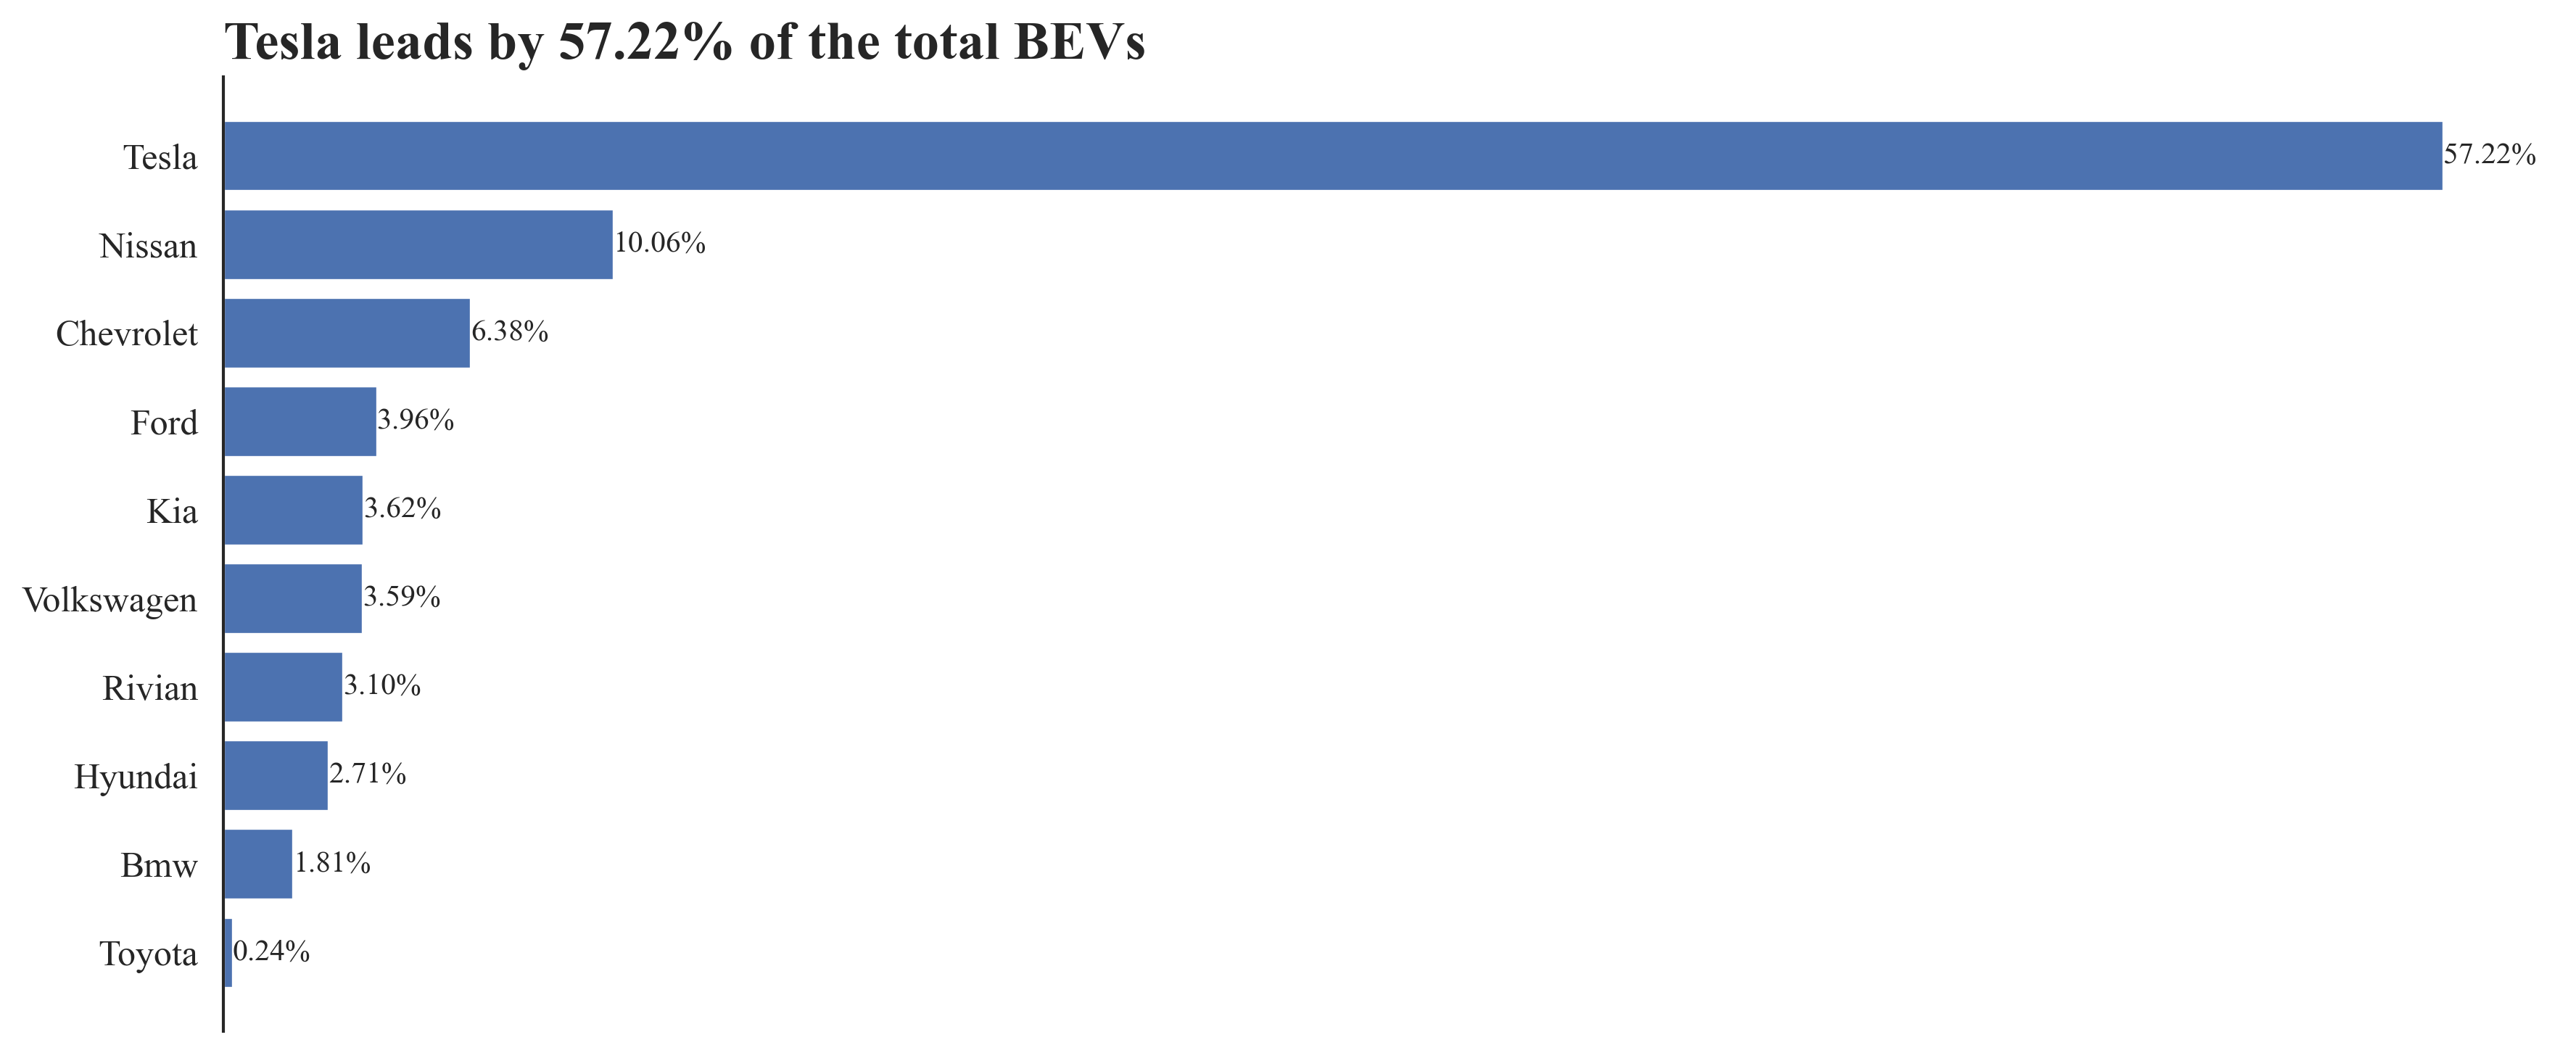 Tesla leads by 57.22% of the total BEVs
Tesla 57.22%
Nissan 10.06%
Chevrolet 6.38%
Ford 3.96%
Kia 3.62%
Volkswagen 3.59%
Rivian 3.10%
Hyundai 2.71%
Bmw 1.81%
Toyota 0.24%